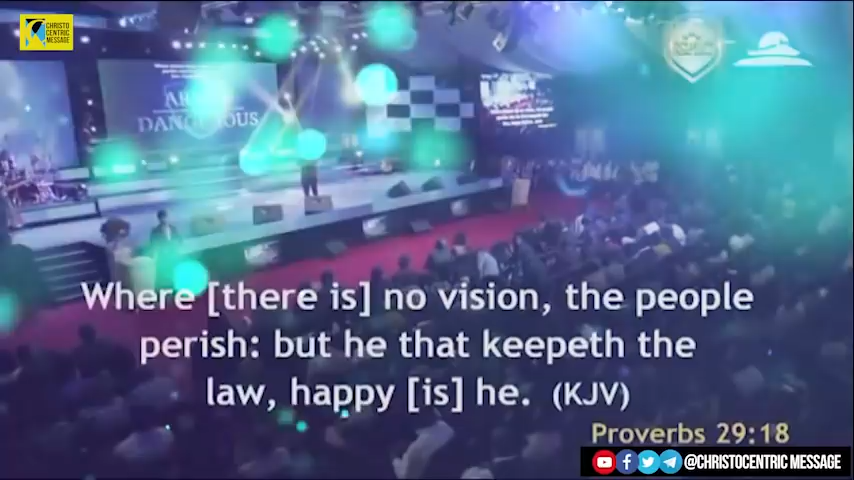 CHRISTO
CENTRIC
MESSAGE
DANGEROUS
Where [there is] no vision, the people
perish: but he that keepeth the
law, happy [is] he. (KJV)
Proverbs 29:18
@CHRISTOCENTRIC MESSAGE